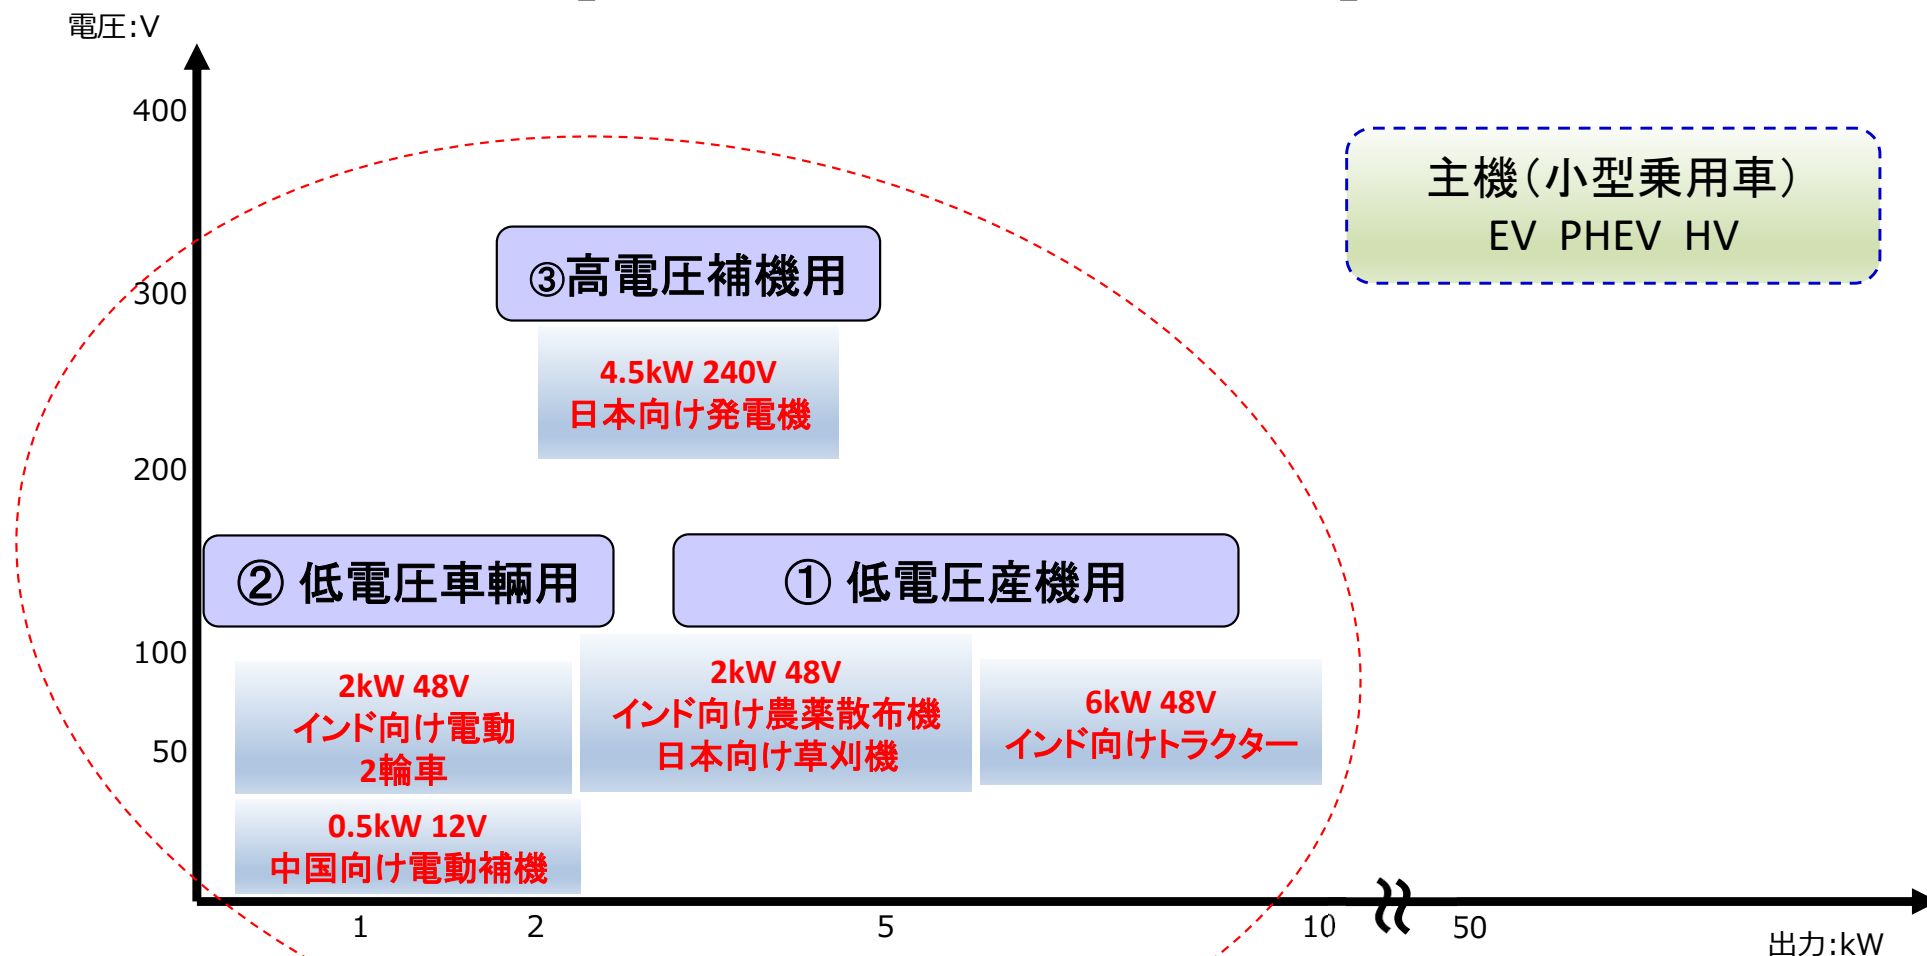 電圧:V
400
300
200
100
50
主機(小型乗用車)
EV PHEV HV
③高電圧補機用
4.5kW 240V
日本向け発電機
② 低電圧車輛用
① 低電圧産機用
2kW 48V
インド向け電動
2輪車
2kW 48V
インド向け農薬散布機
日本向け草刈機
6kW 48V
インド向けトラクター
0.5kW 12V
中国向け電動補機
1
2
5
10
50
出力:kW